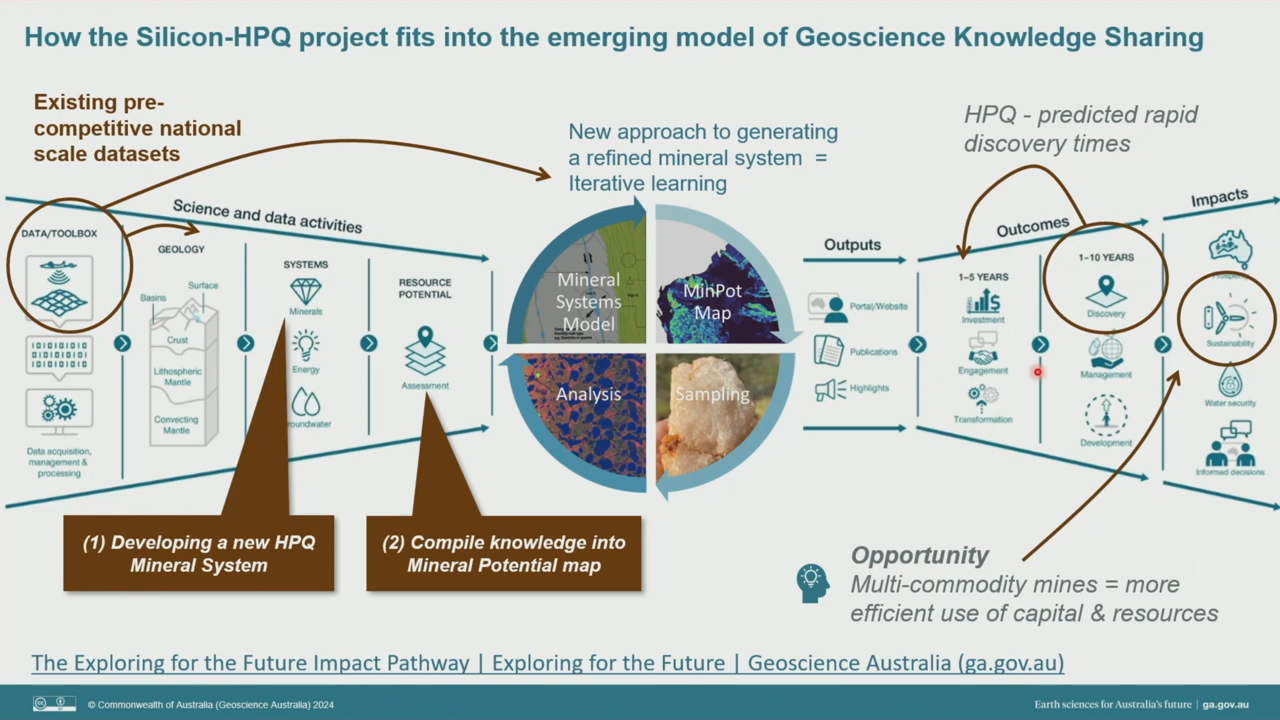 How the Silicon-HPQ project fits into the emerging model of Geoscience Knowledge Sharing
Existing pre-
competitive national
scale datasets
New approach to generating
a refined mineral system =
Iterative learning
HPQ - predicted rapid
discovery times
Science and data activities
DATA/TOOLBOX
Data acquisition,
management &
processing
GEOLOGY
Basins
Surface
Crust
Lithospheric
Mantle
Convecting
Mantle
SYSTEMS
Minerals
Energy
roundwater
RESOURCE
POTENTIAL
Assessment
Mineral
Systems
Model
MinPot
Map
Analysis
Sampling
Outputs
Portal/Website
Publications
Highlights
Outcomes
1–5 YEARS
Investment
Engagement
Transformation
1–10 YEARS
Discovery
Management
Development
Impacts
Sustainability
Water security
Informed decisions
(1) Developing a new HPQ
Mineral System
(2) Compile knowledge into
Mineral Potential map
Opportunity
Multi-commodity mines = more
efficient use of capital & resources
The Exploring for the Future Impact Pathway | Exploring for the Future | Geoscience Australia (ga.gov.au)
© Commonwealth of Australia (Geoscience Australia) 2024
Earth sciences for Australia's future | ga.gov.au